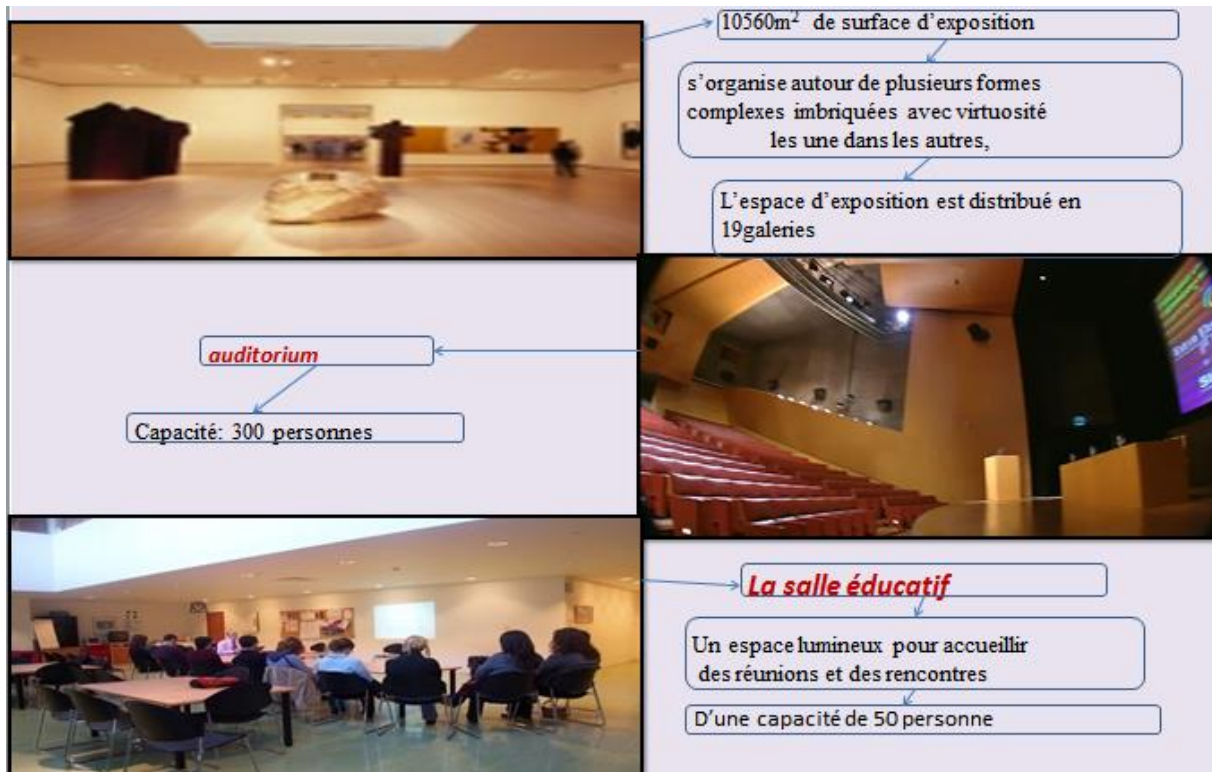 10560m² de surface d’exposition
s’organise autour de plusieurs formes
complexes imbriquées avec virtuosité
les une dans les autres,
L’espace d’exposition est distribué en
19galeries
auditorium
Capacité: 300 personnes
La salle éducatif
Un espace lumineux pour accueillir
des réunions et des rencontres
D’une capacité de 50 personne